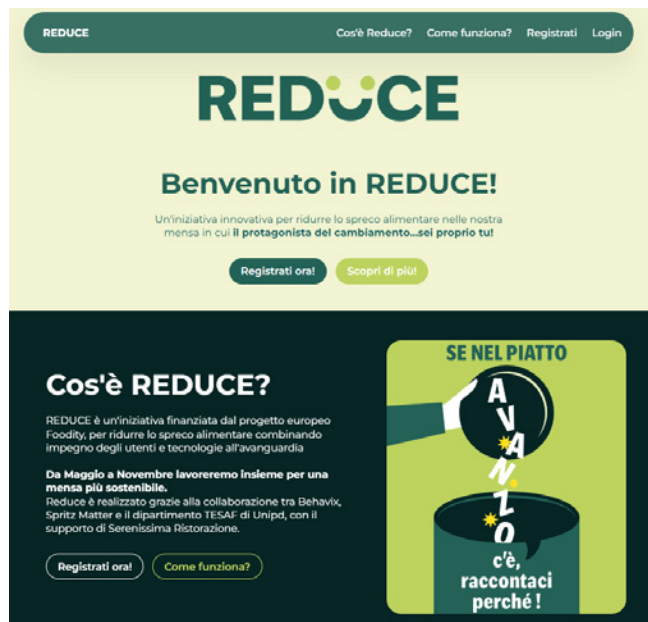 REDUCE
Cos'è Reduce? Come funziona? Registrati Login
REDUCE
Benvenuto in REDUCE!
Un'iniziativa innovativa per ridurre lo spreco alimentare nelle nostra
mensa in cui il protagonista del cambiamento...sei proprio tu!
Registrati ora! Scopri di più!
Cos'è REDUCE?
REDUCE è un'iniziativa finanziata dal progetto europeo
Foodity, per ridurre lo spreco alimentare combinando
impegno degli utenti e tecnologie all'avanguardia
Da Maggio a Novembre lavoreremo insieme per una
mensa più sostenibile.
Reduce è realizzato grazie alla collaborazione tra Behavix,
Spritz Matter e il dipartimento TESAF di Unipd, con il
supporto di Serenissima Ristorazione.
Registrati ora! Come funziona?
SE NEL PIATTO
AVANZO
c'è,
raccontaci
perché !